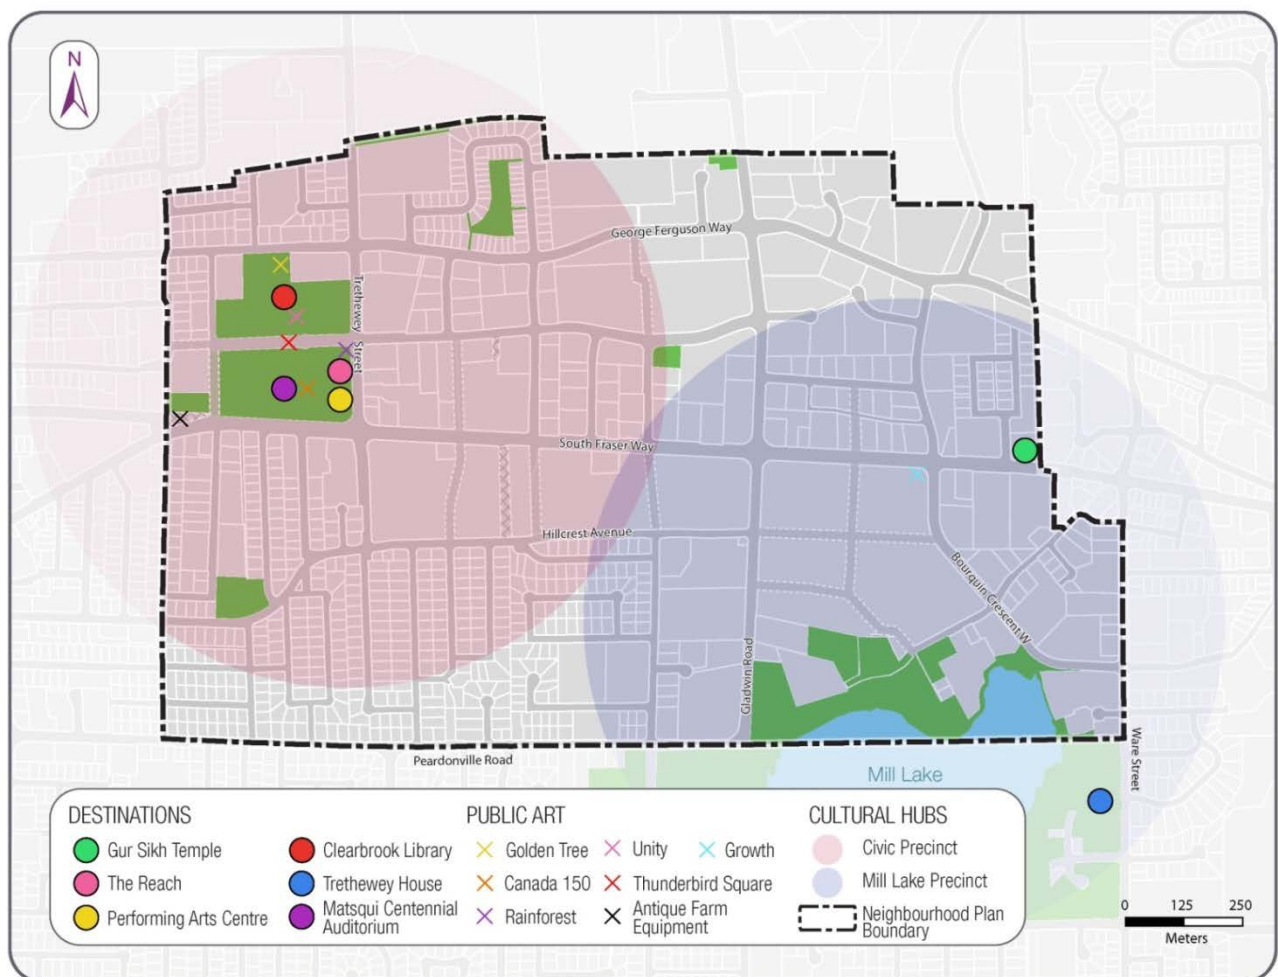 N
George Ferguson Way
Trethewey Street
South Fraser Way
Hillcrest Avenue
Bourquin Crescent W
Gladwin Road
Ware Street
Peardonville Road
Mill Lake
DESTINATIONS
Gur Sikh Temple
The Reach
Performing Arts Centre
Clearbrook Library
Trethewey House
Matsqui Centennial
Auditorium
PUBLIC ART
Golden Tree
Canada 150
Rainforest
Unity
Thunderbird Square
Antique Farm
Equipment
Growth
CULTURAL HUBS
Civic Precinct
Mill Lake Precinct
Neighbourhood Plan
Boundary
0 125 250
Meters